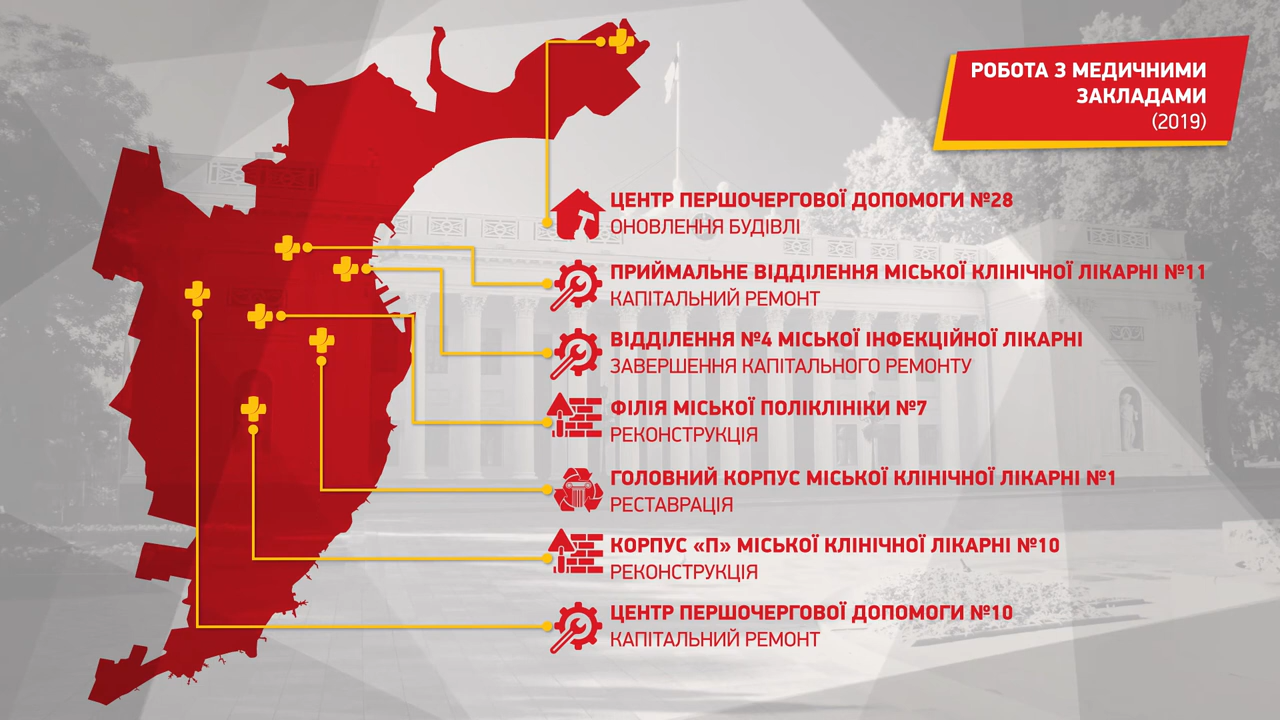 РОБОТА З МЕДИЧНИМИ
ЗАКЛАДАМИ
(2019)
ЦЕНТР ПЕРШОЧЕРГОВОЇ ДОПОМОГИ №28
ОНОВЛЕННЯ БУДІВЛІ
ПРИЙМАЛЬНЕ ВІДДІЛЕННЯ МІСЬКОЇ КЛІНІЧНОЇ ЛІКАРНІ №11
КАПІТАЛЬНИЙ РЕМОНТ
ВІДДІЛЕННЯ №4 МІСЬКОЇ ІНФЕКЦІЙНОЇ ЛІКАРНІ
ЗАВЕРШЕННЯ КАПІТАЛЬНОГО РЕМОНТУ
ФІЛІЯ МІСЬКОЇ ПОЛІКЛІНІКИ №7
РЕКОНСТРУКЦІЯ
ГОЛОВНИЙ КОРПУС МІСЬКОЇ КЛІНІЧНОЇ ЛІКАРНІ №1
РЕСТАВРАЦІЯ
КОРПУС «П» МІСЬКОЇ КЛІНІЧНОЇ ЛІКАРНІ №10
РЕКОНСТРУКЦІЯ
ЦЕНТР ПЕРШОЧЕРГОВОЇ ДОПОМОГИ №10
КАПІТАЛЬНИЙ РЕМОНТ